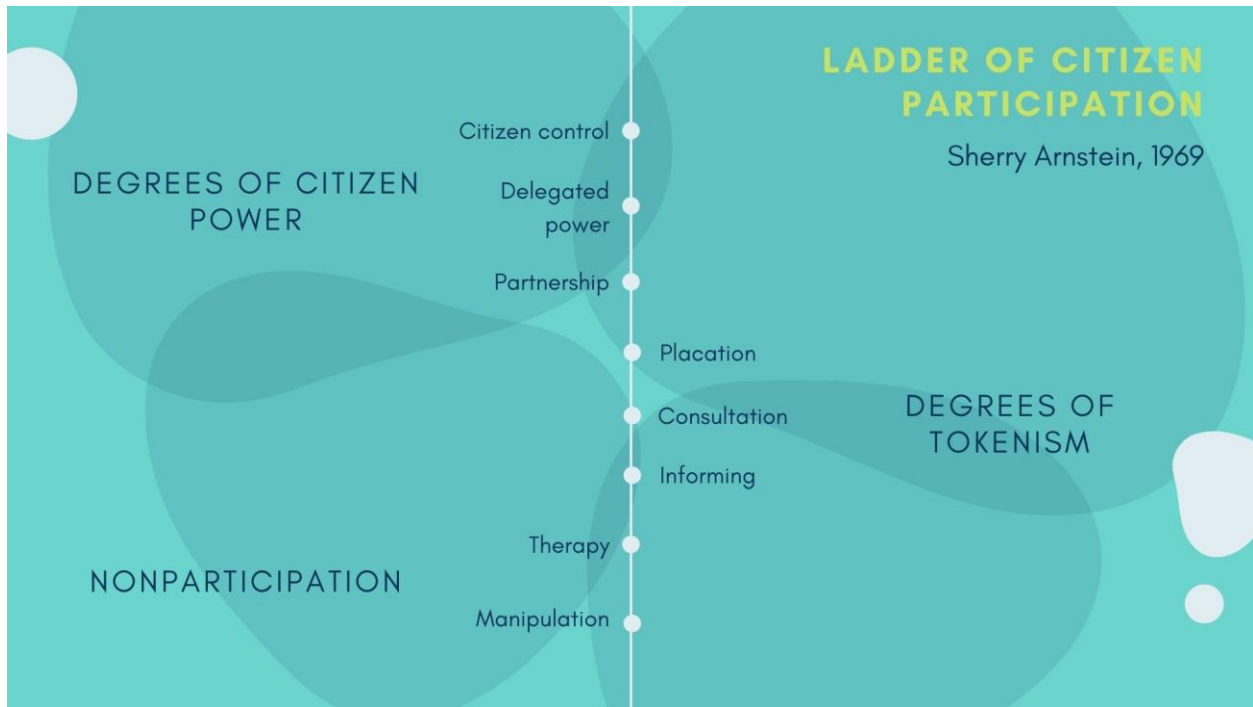 LADDER OF CITIZEN
PARTICIPATION
Sherry Arnstein, 1969
DEGREES OF CITIZEN
POWER
Citizen control
Delegated
power
Partnership
Placation
Consultation
Informing
DEGREES OF
TOKENISM
NONPARTICIPATION
Therapy
Manipulation